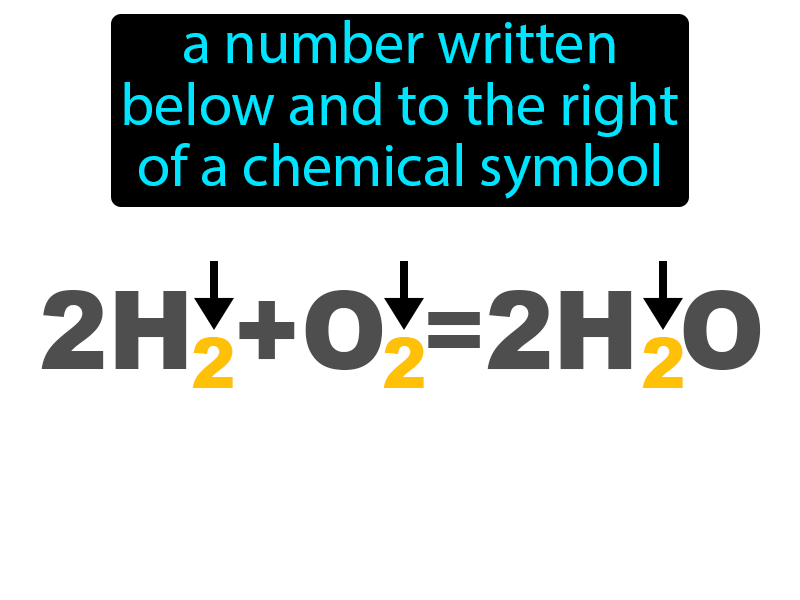 a number written
below and to the right
of a chemical symbol
2H₂+O₂=2H₂O